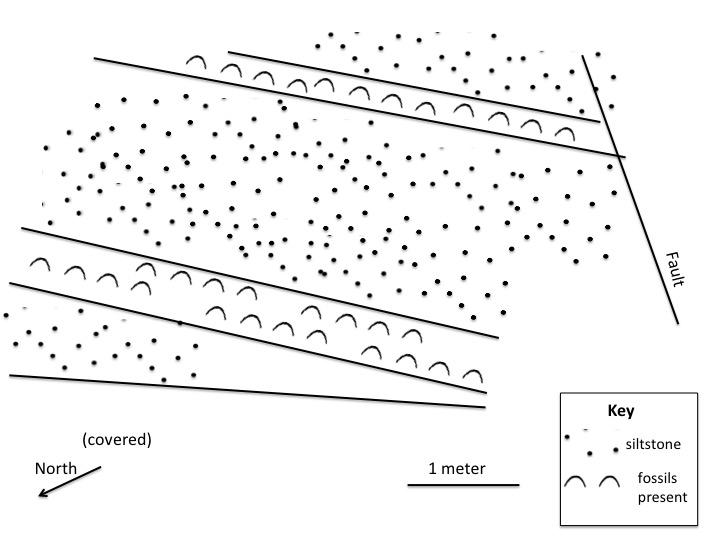 Fault
(covered)
North
1 meter
Key
siltstone
fossils
present